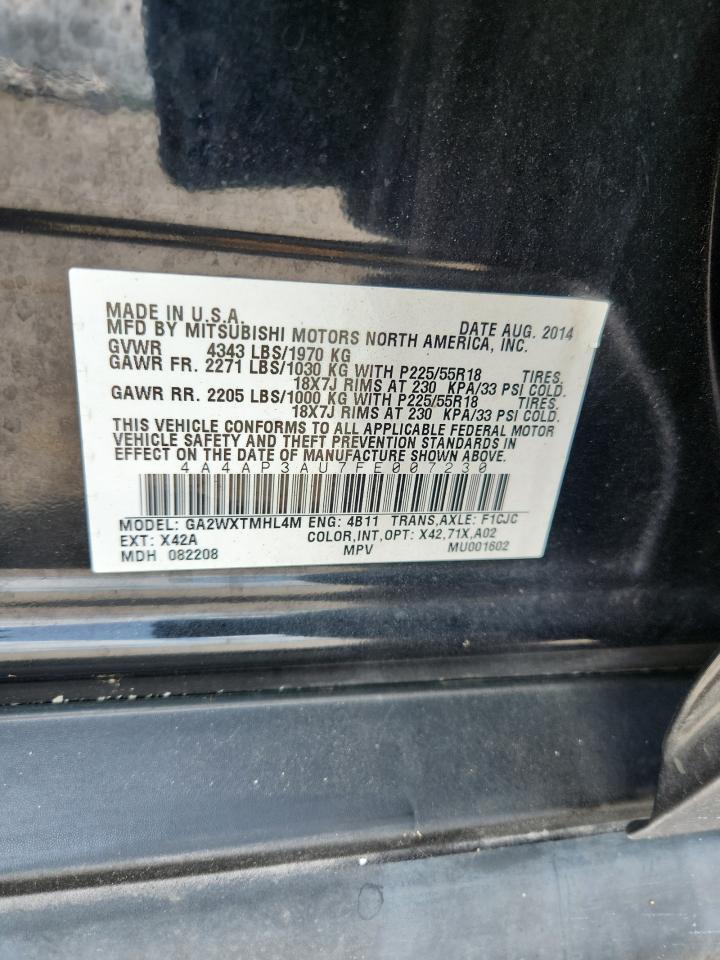 MADE IN U.S.A. DATE AUG. 2014
MFD BY MITSUBISHI MOTORS NORTH AMERICA, INC.
GVWR 4343 LBS/1970 KG
GAWR FR. 2271 LBS/1030 KG WITH P225/55R18 TIRES.
18X7J RIMS AT 230 KPA/33 PSI COLD.
GAWR RR. 2205 LBS/1000 KG WITH P225/55R18 TIRES.
18X7J RIMS AT 230 KPA/33 PSI COLD.
THIS VEHICLE CONFORMS TO ALL APPLICABLE FEDERAL MOTOR
VEHICLE SAFETY AND THEFT PREVENTION STANDARDS IN
EFFECT ON THE DATE OF MANUFACTURE SHOWN ABOVE.
4A4AP3AU7FE007230
MODEL: GA2WXTMHL4M ENG: 4B11 TRANS,AXLE: F1CJC
EXT: X42A COLOR,INT,OPT: X42,71X,A02
MDH 082208 MPV MU001602